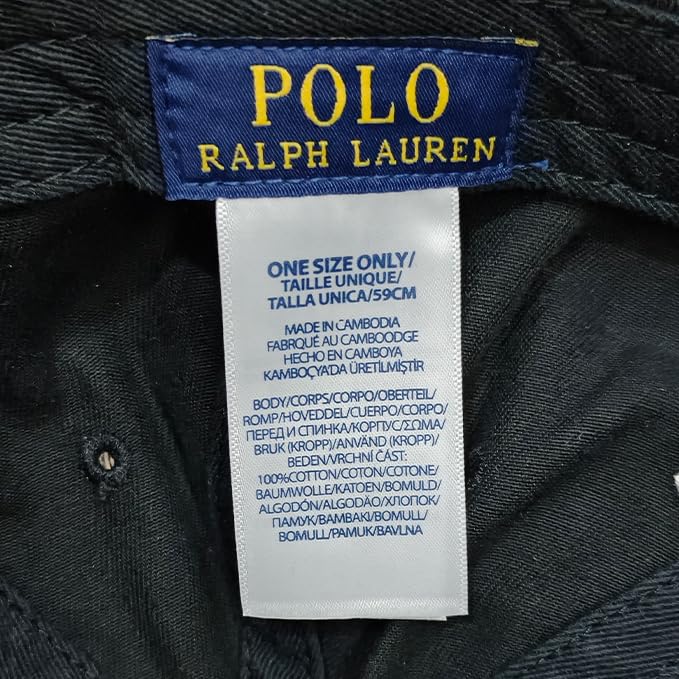 POLO
RALPH LAUREN
ONE SIZE ONLY/
TAILLE UNIQUE/
TALLA UNICA/59CM
MADE IN CAMBODIA
FABRIQUÉ AU CAMBOODGE
HECHO EN CAMBOYA
KAMBOÇYA'DA ÜRETILMIŞTIR
BODY/CORPS/CORPO/OBERTEIL/
ROMP/HOVEDDEL/CUERPO/CORPO/
ПЕРЕД И СПИНКА/КОРПУС/ΣΩΜΑ/
BRUK (KROPP)/ANVÄND (KROPP)/
BEDEN/VRCHNÍ ČÁST:
100%COTTON/COTON/COTONE/
BAUMWOLLE/KATOEN/BOMULD/
ALGODÓN/ALGODÃO/ХЛОПОК/
ПАМУК/BAMBAKI/BOMULL/
BOMULL/PAMUK/BAVLNA